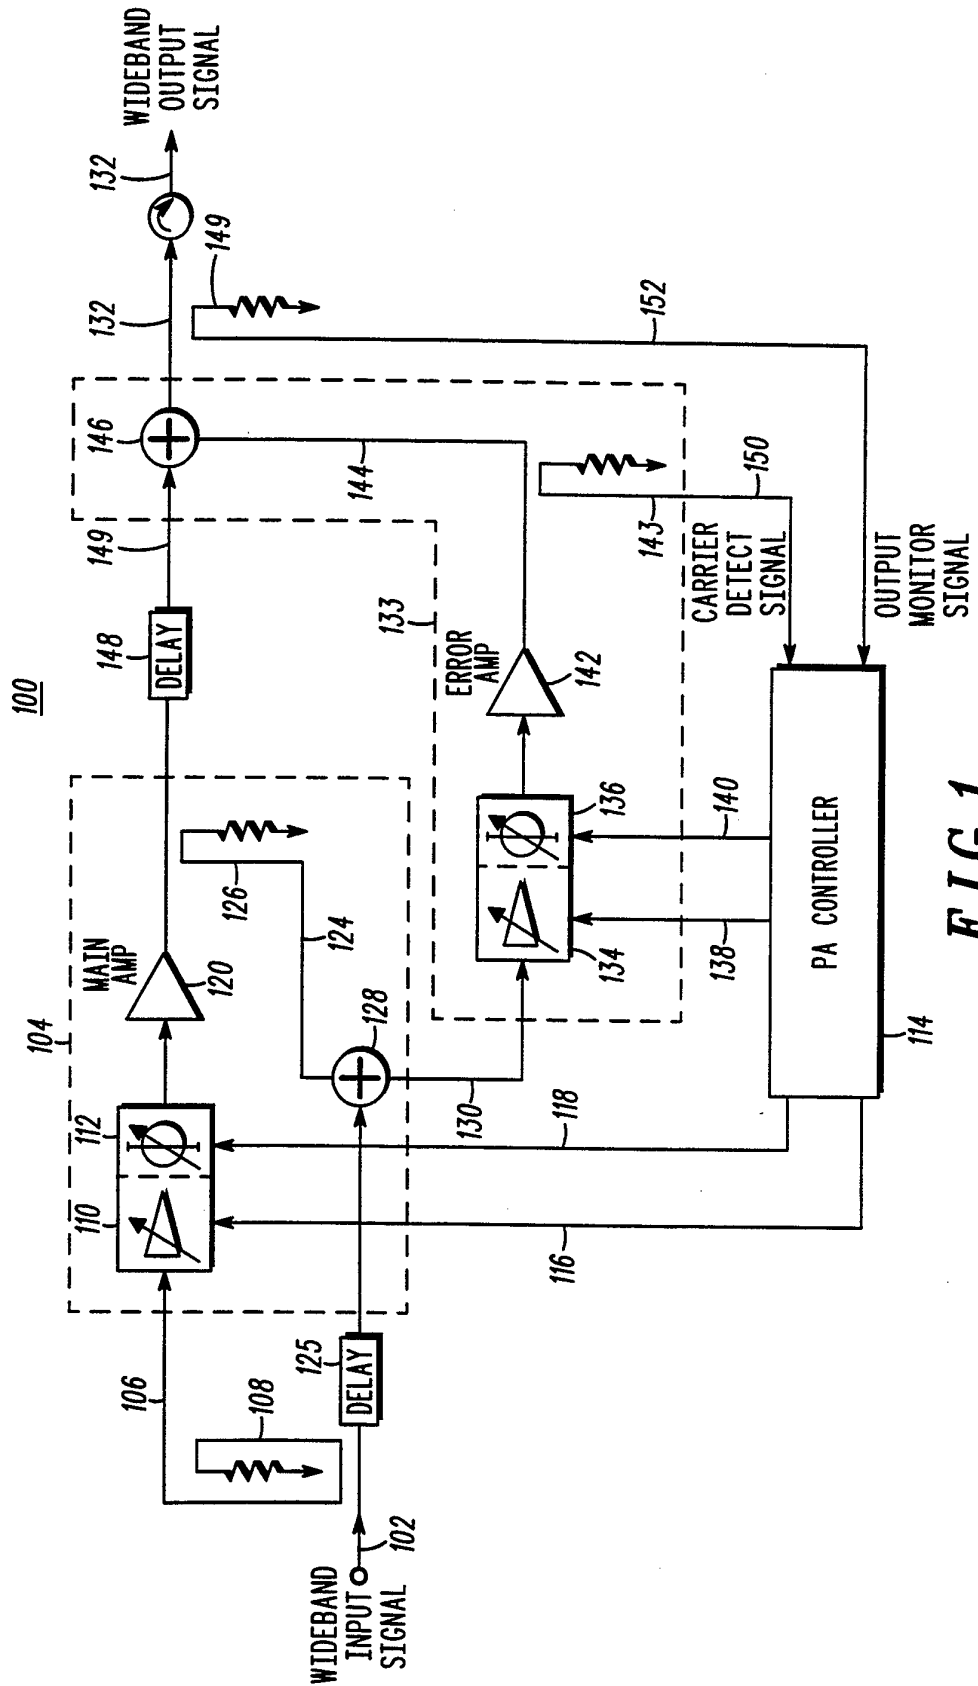 100
WIDEBAND
INPUT
SIGNAL
102
106
108
125
DELAY
104
110
112
MAIN
AMP
120
126
124
128
130
116
118
148
DELAY
149
133
134
136
ERROR
AMP
142
138
140
143
144
146
132
132
WIDEBAND
OUTPUT
SIGNAL
149
152
150
CARRIER
DETECT
SIGNAL
OUTPUT
MONITOR
SIGNAL
PA CONTROLLER
114
FIG. 1